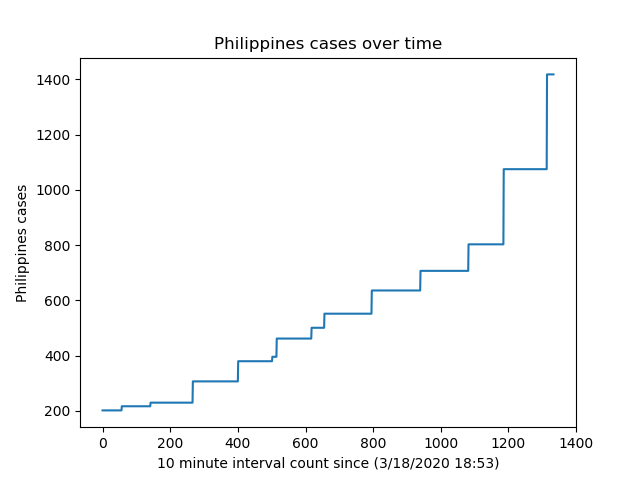 Philippines cases over time
1400
1200
1000
800
600
400
200
Philippines cases
0 200 400 600 800 1000 1200 1400
10 minute interval count since (3/18/2020 18:53)